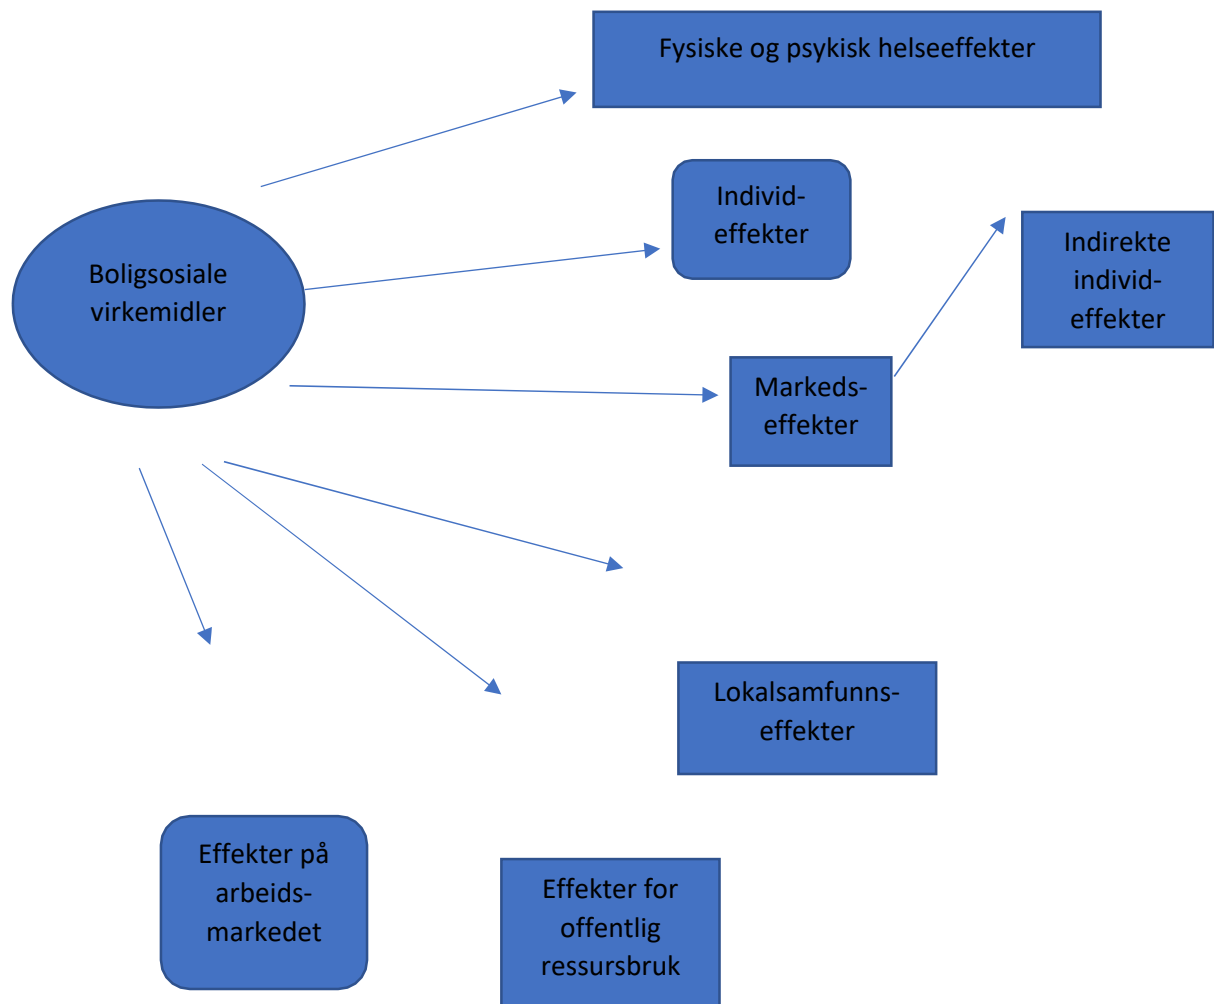 Fysiske og psykisk helseeffekter
Individ-
effekter
Indirekte
individ-
effekter
Boligsosiale
virkemidler
Markeds-
effekter
Lokalsamfunns-
effekter
Effekter på
arbeids-
markedet
Effekter for
offentlig
ressursbruk